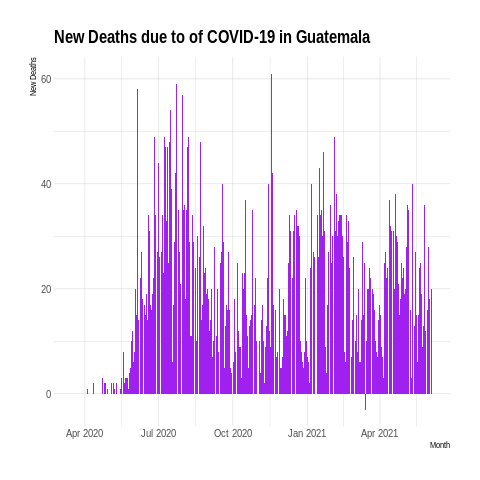 New Deaths due to of COVID-19 in Guatemala
New Deaths
60
40
20
0
Apr 2020 Jul 2020 Oct 2020 Jan 2021 Apr 2021
Month